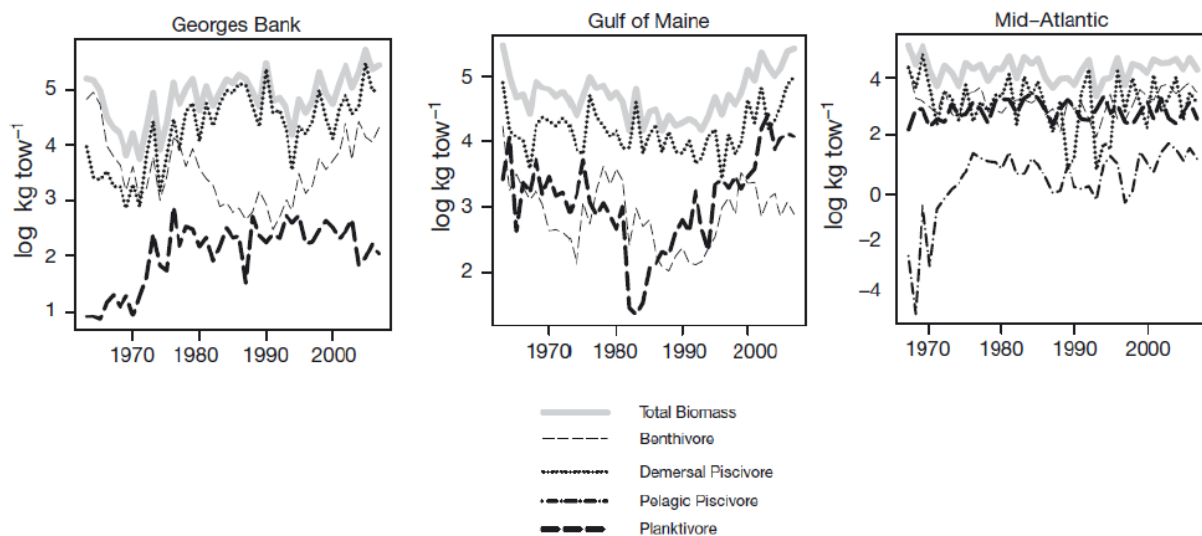 Georges Bank
log kg tow⁻¹
5
4
3
2
1
1970 1980 1990 2000
Gulf of Maine
log kg tow⁻¹
5
4
3
2
1970 1980 1990 2000
Mid–Atlantic
log kg tow⁻¹
4
2
0
−2
−4
1970 1980 1990 2000
Total Biomass
Benthivore
Demersal Piscivore
Pelagic Piscivore
Planktivore